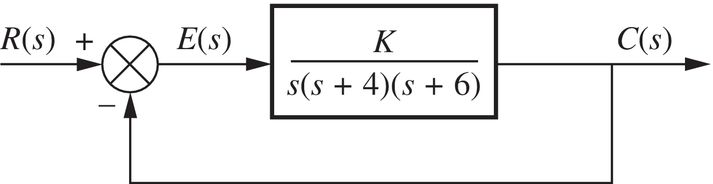 R(s) + E(s) K C(s)
s(s + 4)(s + 6)
−